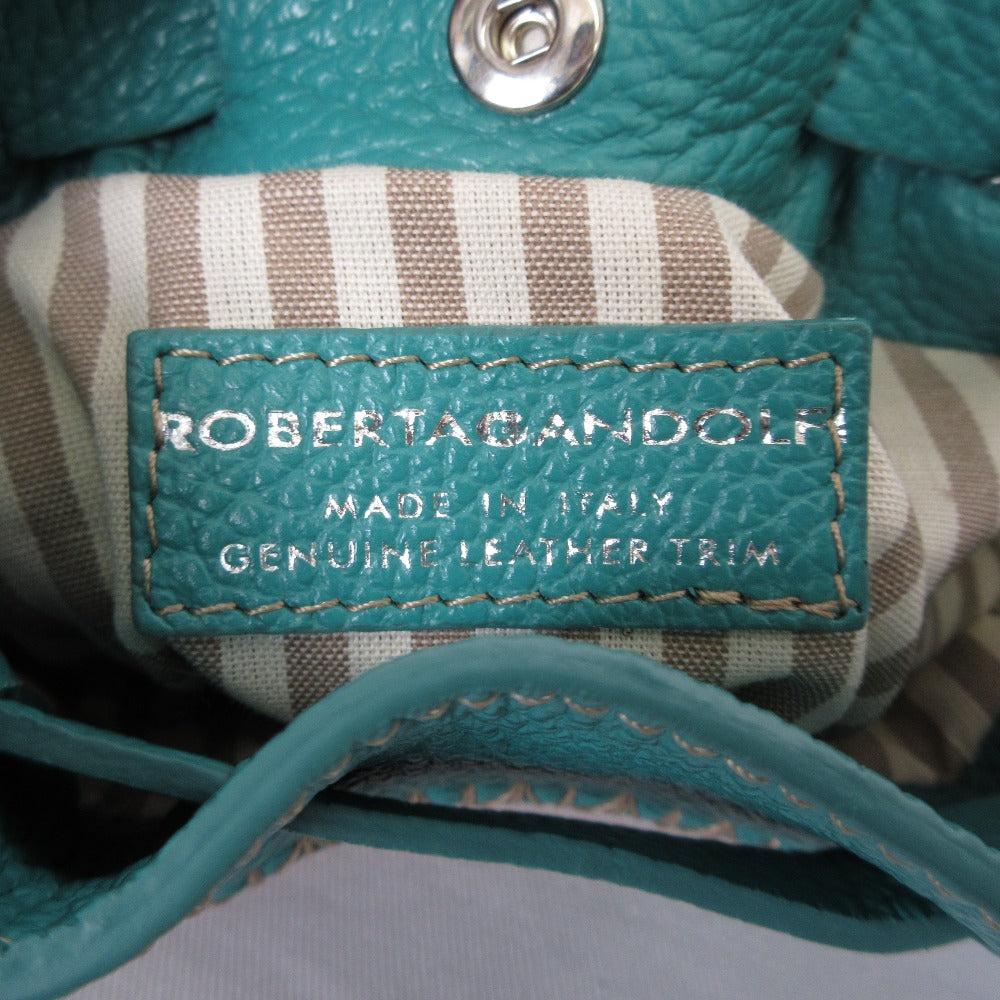 ROBERTAGANDOLFI
MADE IN ITALY
GENUINE LEATHER TRIM